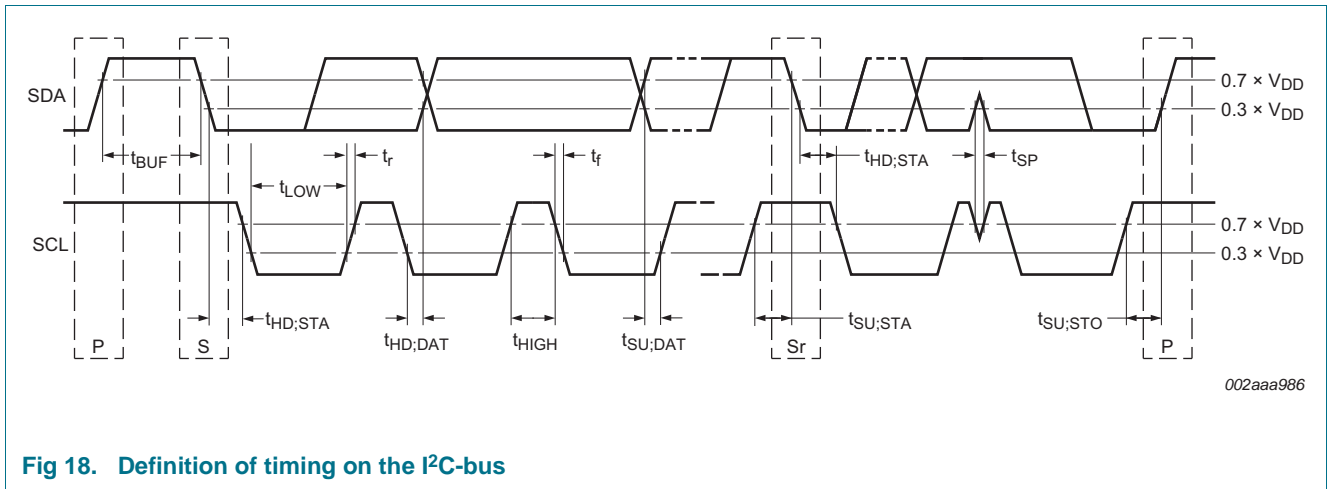 SDA
0.7 × VDD
0.3 × VDD
tBUF
tr
tf
tHD;STA
tSP
tLOW
SCL
0.7 × VDD
0.3 × VDD
tHD;STA
tHD;DAT
tHIGH
tSU;DAT
tSU;STA
tSU;STO
P
S
Sr
P
002aaa986
Fig 18. Definition of timing on the I²C-bus